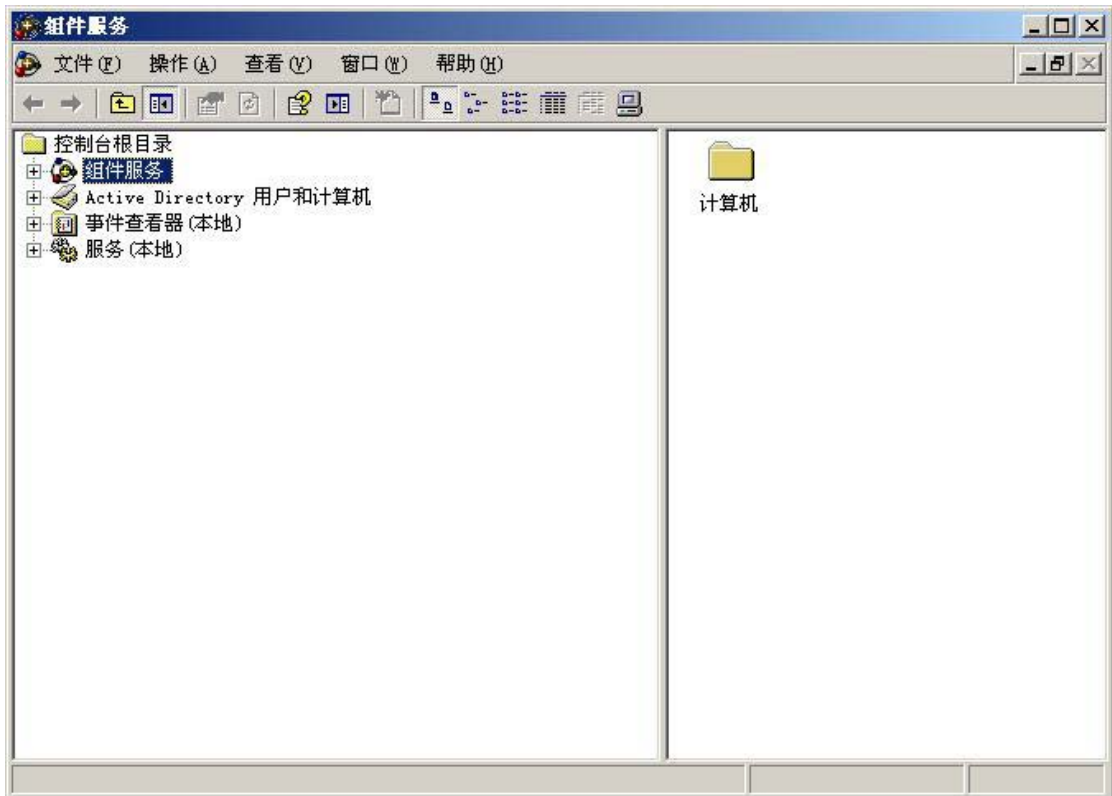 组件服务
文件(F) 操作(A) 查看(V) 窗口(W) 帮助(H)
控制台根目录
组件服务
Active Directory 用户和计算机
事件查看器(本地)
服务(本地)
计算机